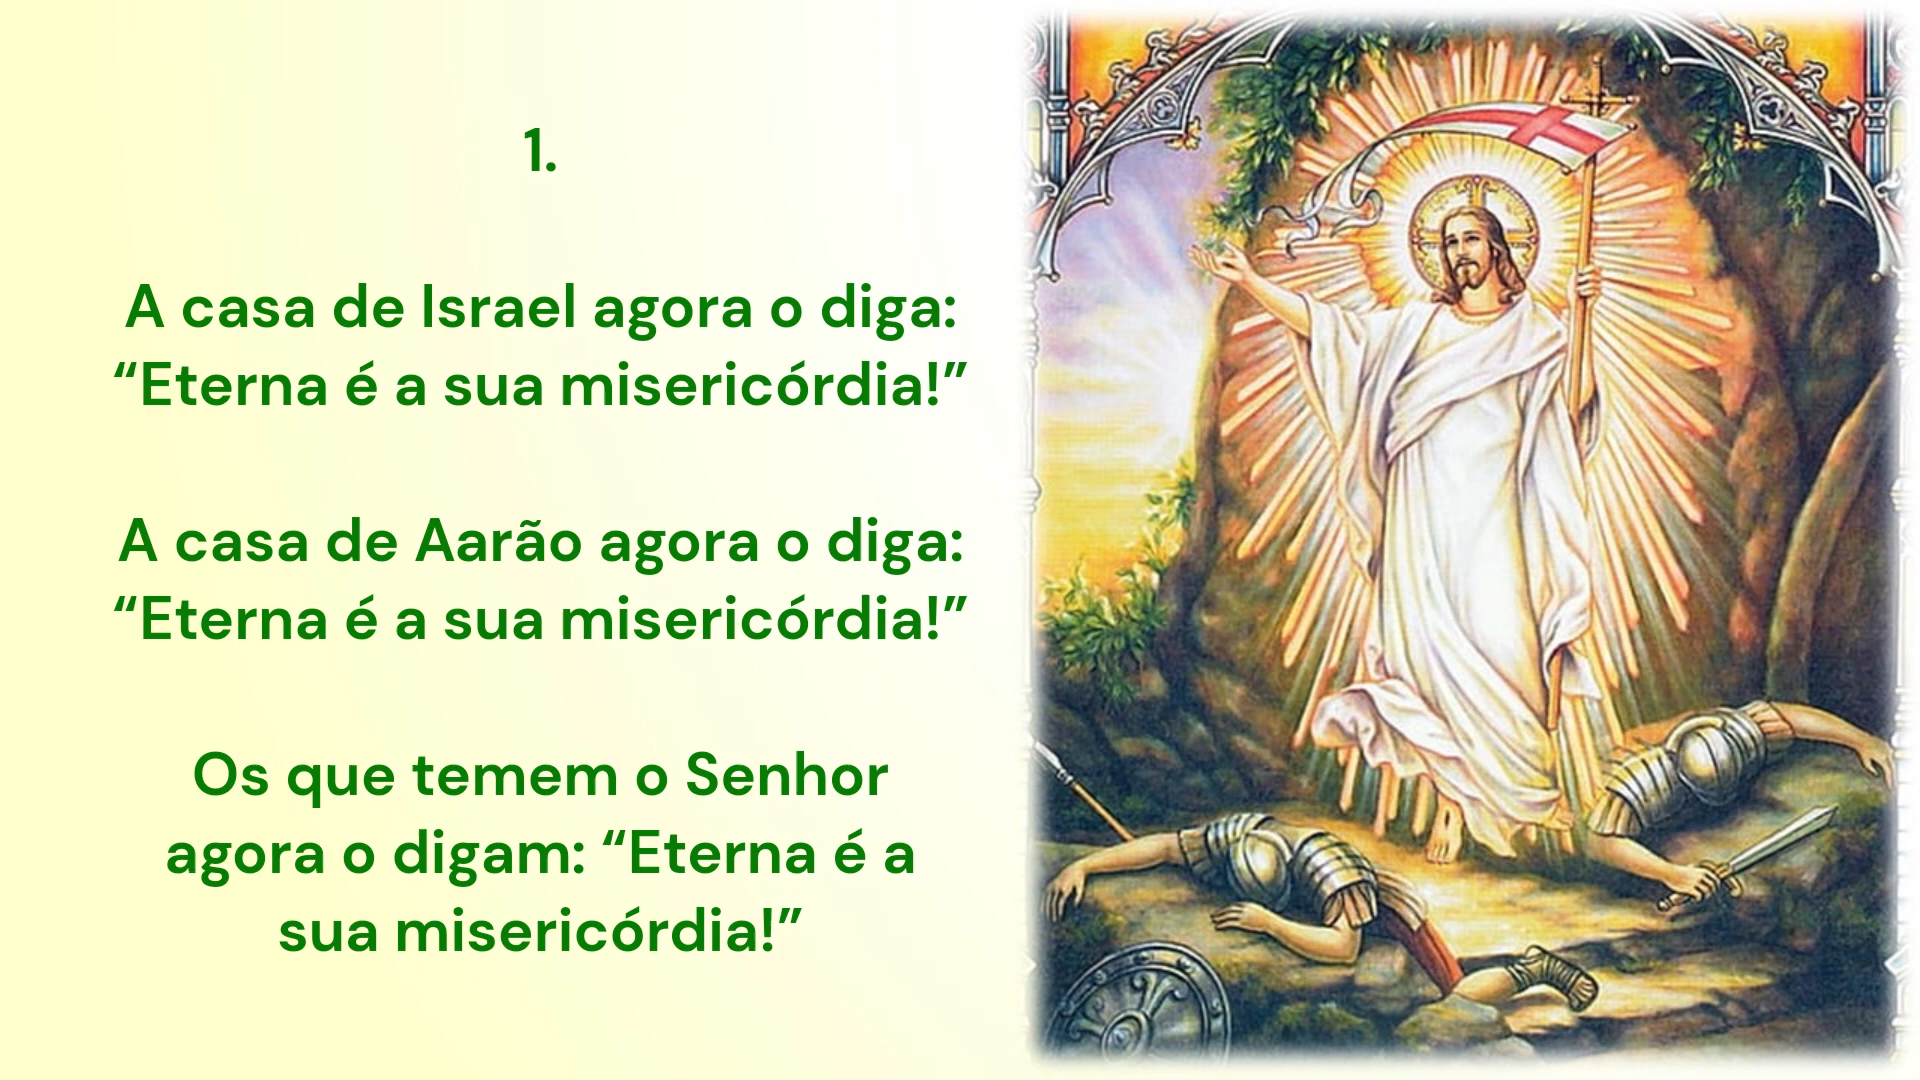 1.
A casa de Israel agora o diga:
“Eterna é a sua misericórdia!”
A casa de Aarão agora o diga:
“Eterna é a sua misericórdia!”
Os que temem o Senhor
agora o digam: “Eterna é a
sua misericórdia!”